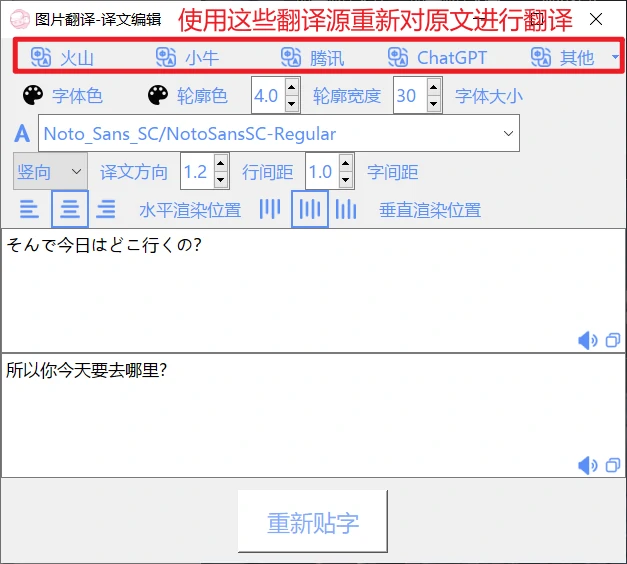 图片翻译-译文编辑 使用这些翻译源重新对原文进行翻译
火山 小牛 腾讯 ChatGPT 其他
字体色 轮廓色 4.0 轮廓宽度 30 字体大小
A Noto_Sans_SC/NotoSansSC-Regular
竖向 译文方向 1.2 行间距 1.0 字间距
水平渲染位置 垂直渲染位置
そんで今日はどこ行くの?
所以你今天要去哪里?
重新贴字